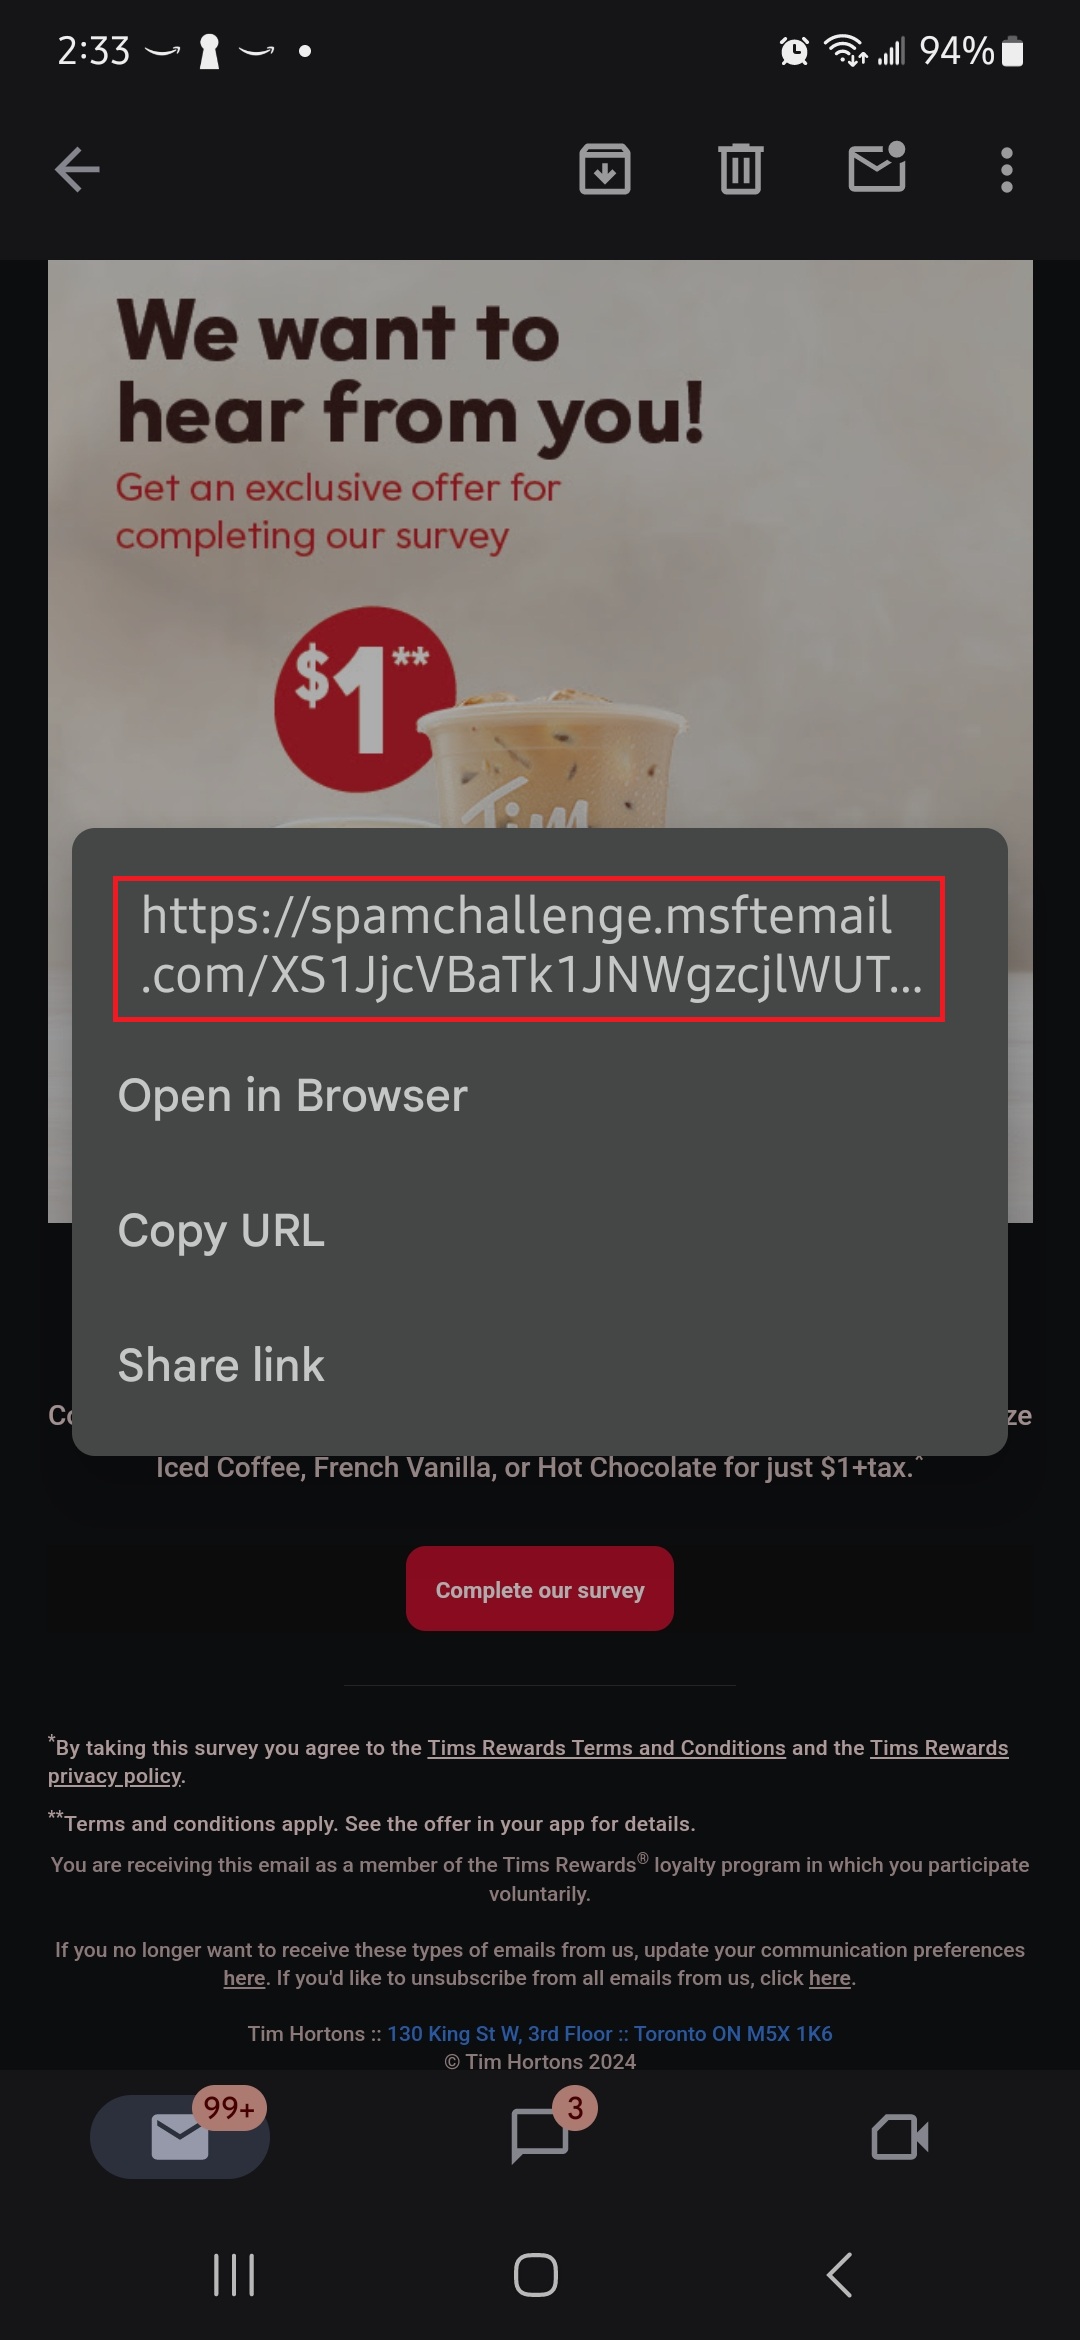 2:33
94%
We want to
hear from you!
Get an exclusive offer for
completing our survey
$1**
Tim
https://spamchallenge.msftemail
.com/XS1JjcVBaTk1JNWgzcjlWUT...
Open in Browser
Copy URL
Share link
Iced Coffee, French Vanilla, or Hot Chocolate for just $1+tax.^
Complete our survey
*By taking this survey you agree to the Tims Rewards Terms and Conditions and the Tims Rewards
privacy policy.
**Terms and conditions apply. See the offer in your app for details.
You are receiving this email as a member of the Tims Rewards® loyalty program in which you participate
voluntarily.
If you no longer want to receive these types of emails from us, update your communication preferences
here. If you'd like to unsubscribe from all emails from us, click here.
Tim Hortons :: 130 King St W, 3rd Floor :: Toronto ON M5X 1K6
© Tim Hortons 2024
99+
3